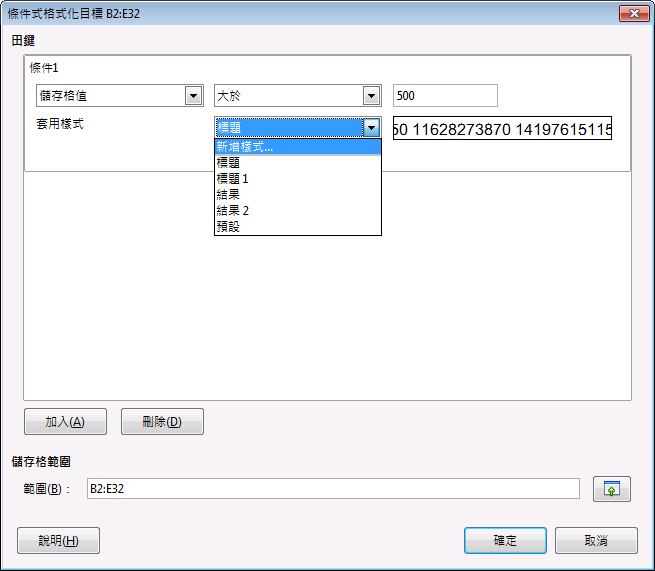 條件式格式化目標 B2:E32
田鍵
條件1
儲存格值 大於 500
套用樣式 標題 50 11628273870 14197615115
新增樣式...
標題
標題 1
結果
結果 2
預設
加入(A) 刪除(D)
儲存格範圍
範圍(B)： B2:E32
說明(H) 確定 取消